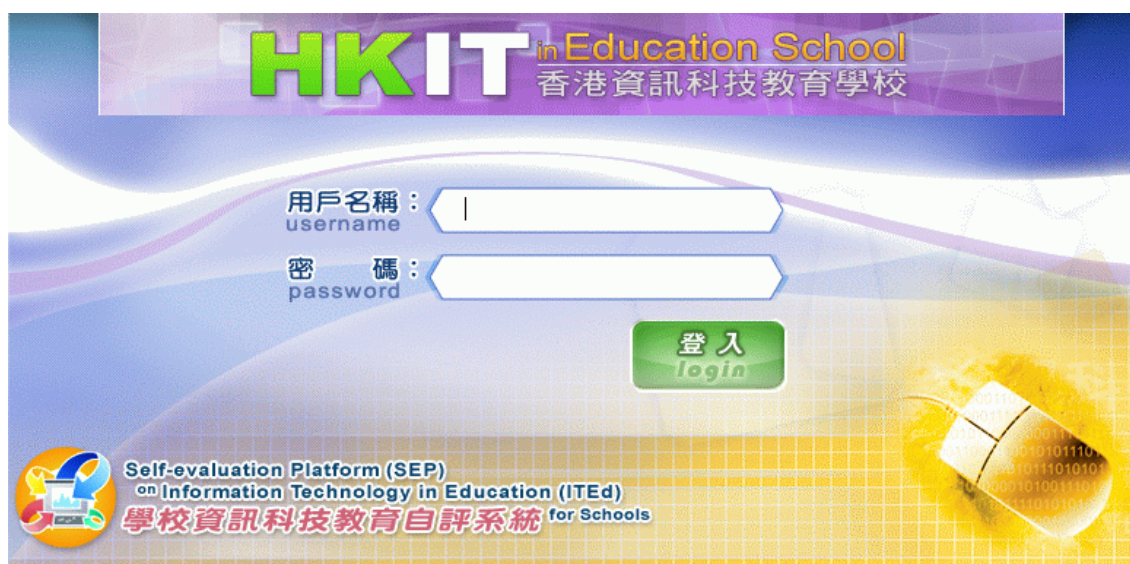 HKIT in Education School
香港資訊科技教育學校
用戶名稱：
username
密 碼：
password
登入
login
Self-evaluation Platform (SEP)
on Information Technology in Education (ITEd)
學校資訊科技教育自評系統 for Schools